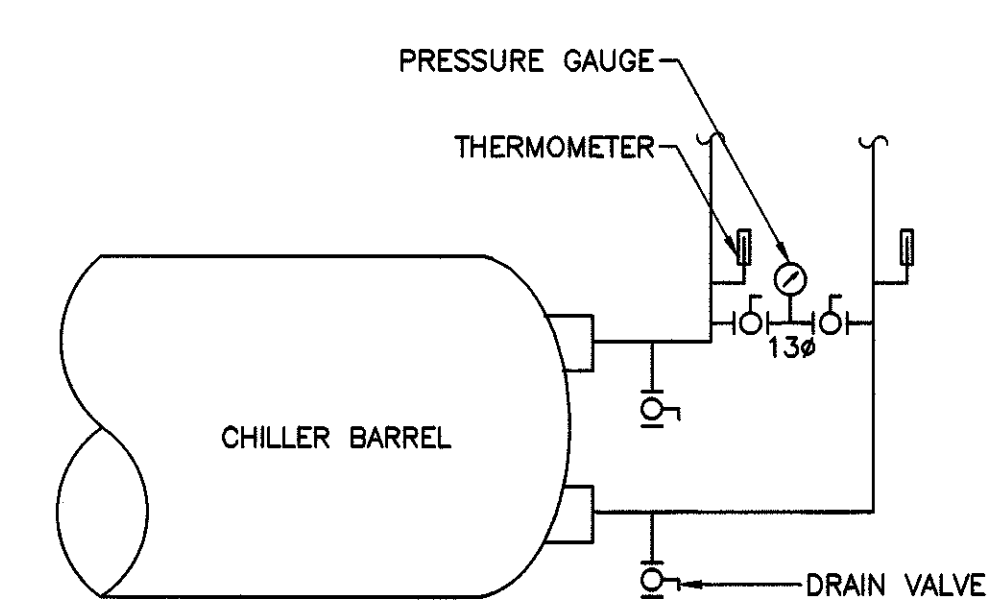 PRESSURE GAUGE
THERMOMETER
13ø
CHILLER BARREL
DRAIN VALVE